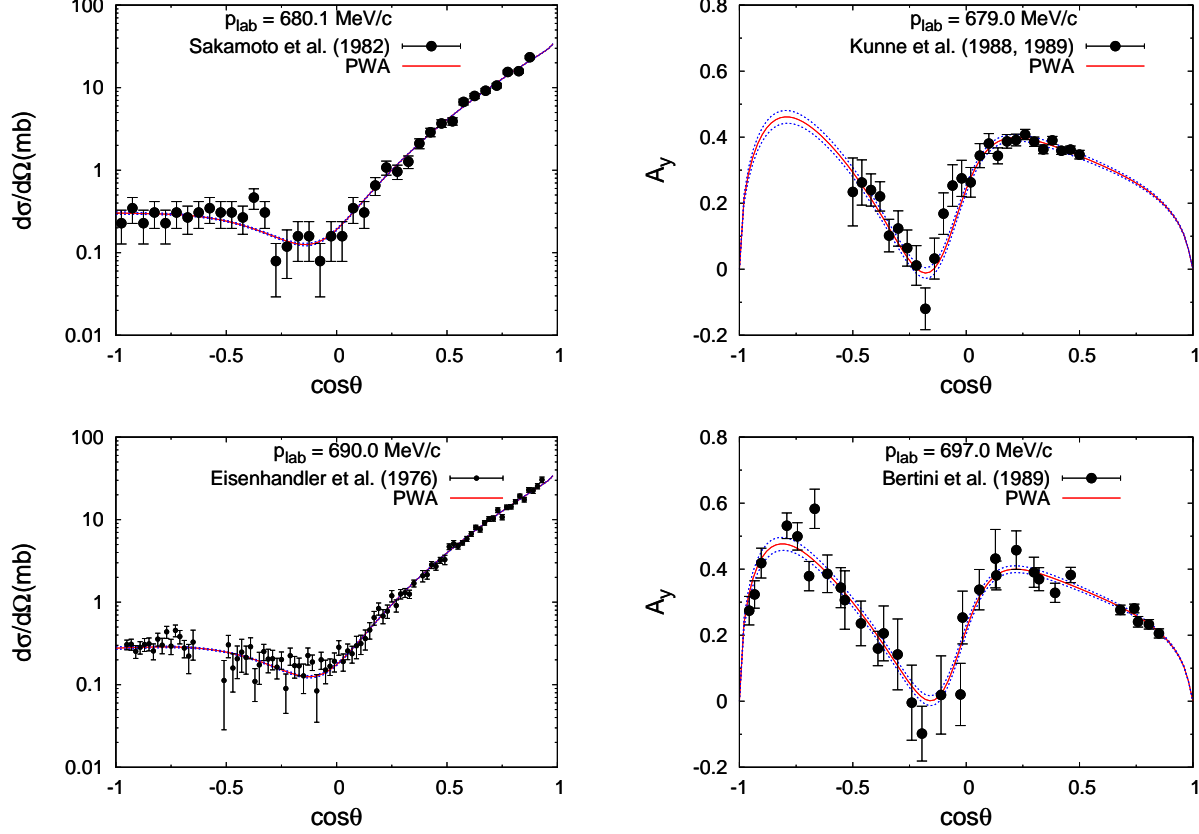 p_lab = 680.1 MeV/c
Sakamoto et al. (1982)
PWA
100
10
1
0.1
0.01
dσ/dΩ(mb)
-1
-0.5
0
0.5
1
cosθ
p_lab = 679.0 MeV/c
Kunne et al. (1988, 1989)
PWA
0.8
0.6
0.4
0.2
0
-0.2
A_y
-1
-0.5
0
0.5
1
cosθ
p_lab = 690.0 MeV/c
Eisenhandler et al. (1976)
PWA
100
10
1
0.1
0.01
dσ/dΩ(mb)
-1
-0.5
0
0.5
1
cosθ
p_lab = 697.0 MeV/c
Bertini et al. (1989)
PWA
0.8
0.6
0.4
0.2
0
-0.2
A_y
-1
-0.5
0
0.5
1
cosθ